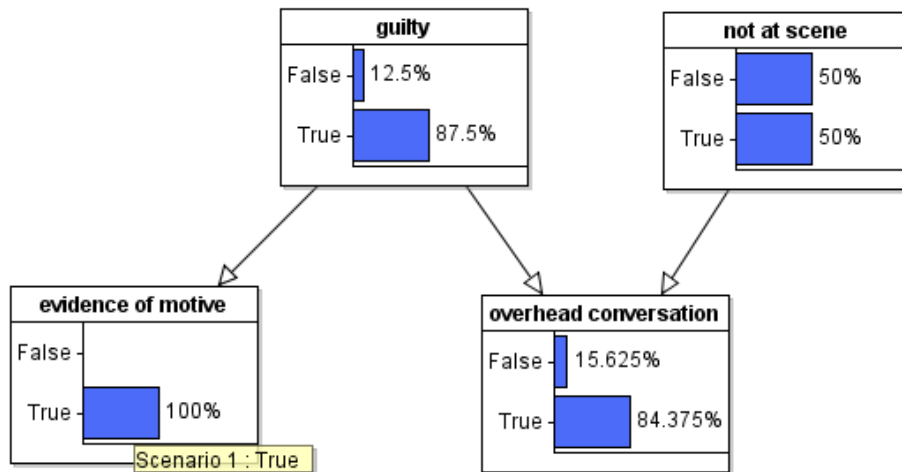 guilty
False
12.5%
True
87.5%
not at scene
False
50%
True
50%
evidence of motive
False
True
100%
Scenario 1 : True
overhead conversation
False
15.625%
True
84.375%